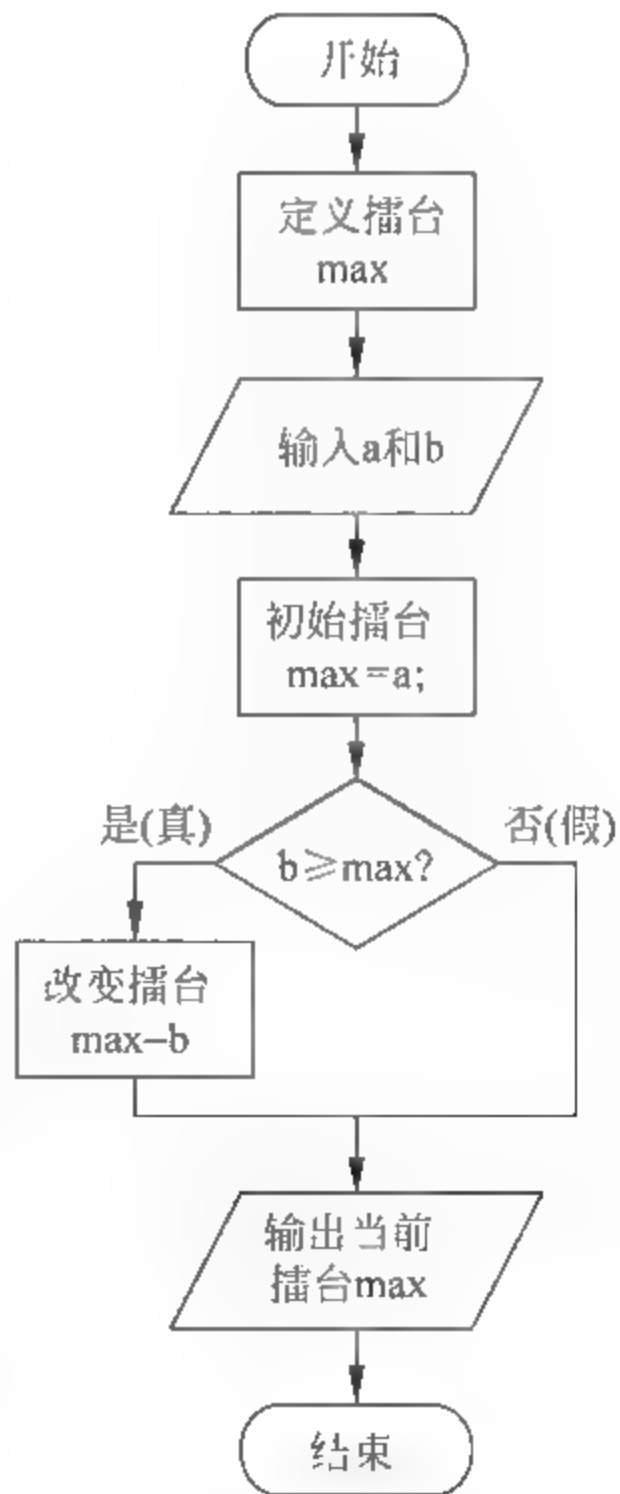 开始
定义擂台
max
输入a和b
初始擂台
max=a;
是(真)
否(假)
b≥max?
改变擂台
max-b
输出当前
擂台max
结束